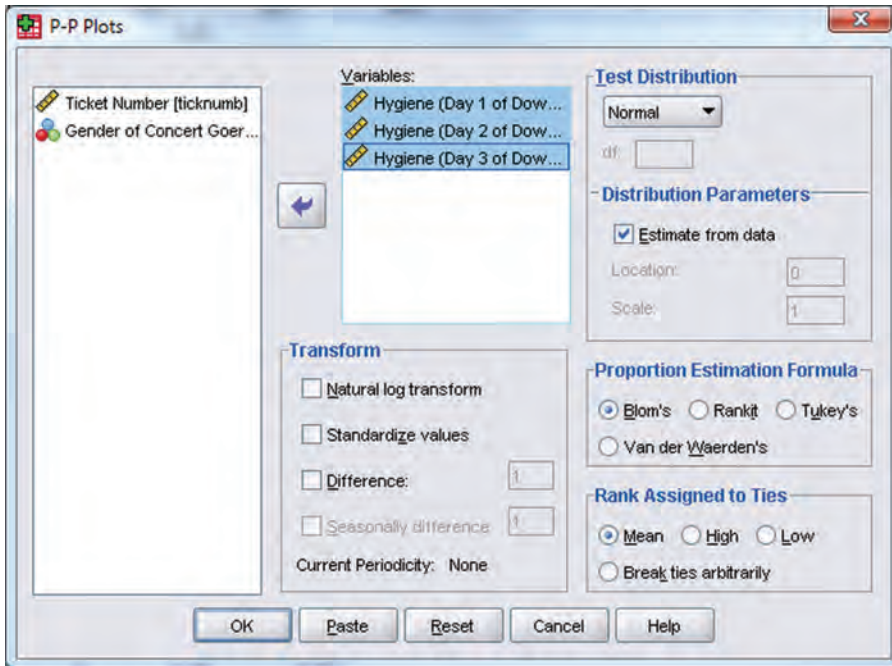 P-P Plots
Ticket Number [ticknumb]
Gender of Concert Goer...
Variables:
Hygiene (Day 1 of Dow...
Hygiene (Day 2 of Dow...
Hygiene (Day 3 of Dow...
Test Distribution
Normal
df:
Distribution Parameters
Estimate from data
Location: 0
Scale: 1
Transform
Natural log transform
Standardize values
Difference: 1
Seasonally difference 1
Current Periodicity: None
Proportion Estimation Formula
Blom's Rankit Tukey's
Van der Waerden's
Rank Assigned to Ties
Mean High Low
Break ties arbitrarily
OK Paste Reset Cancel Help